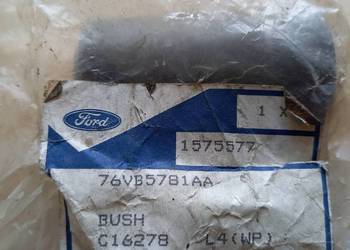 Ford
1 X
1575577
76VB5781AA
BUSH
C16278 , L4(WP)